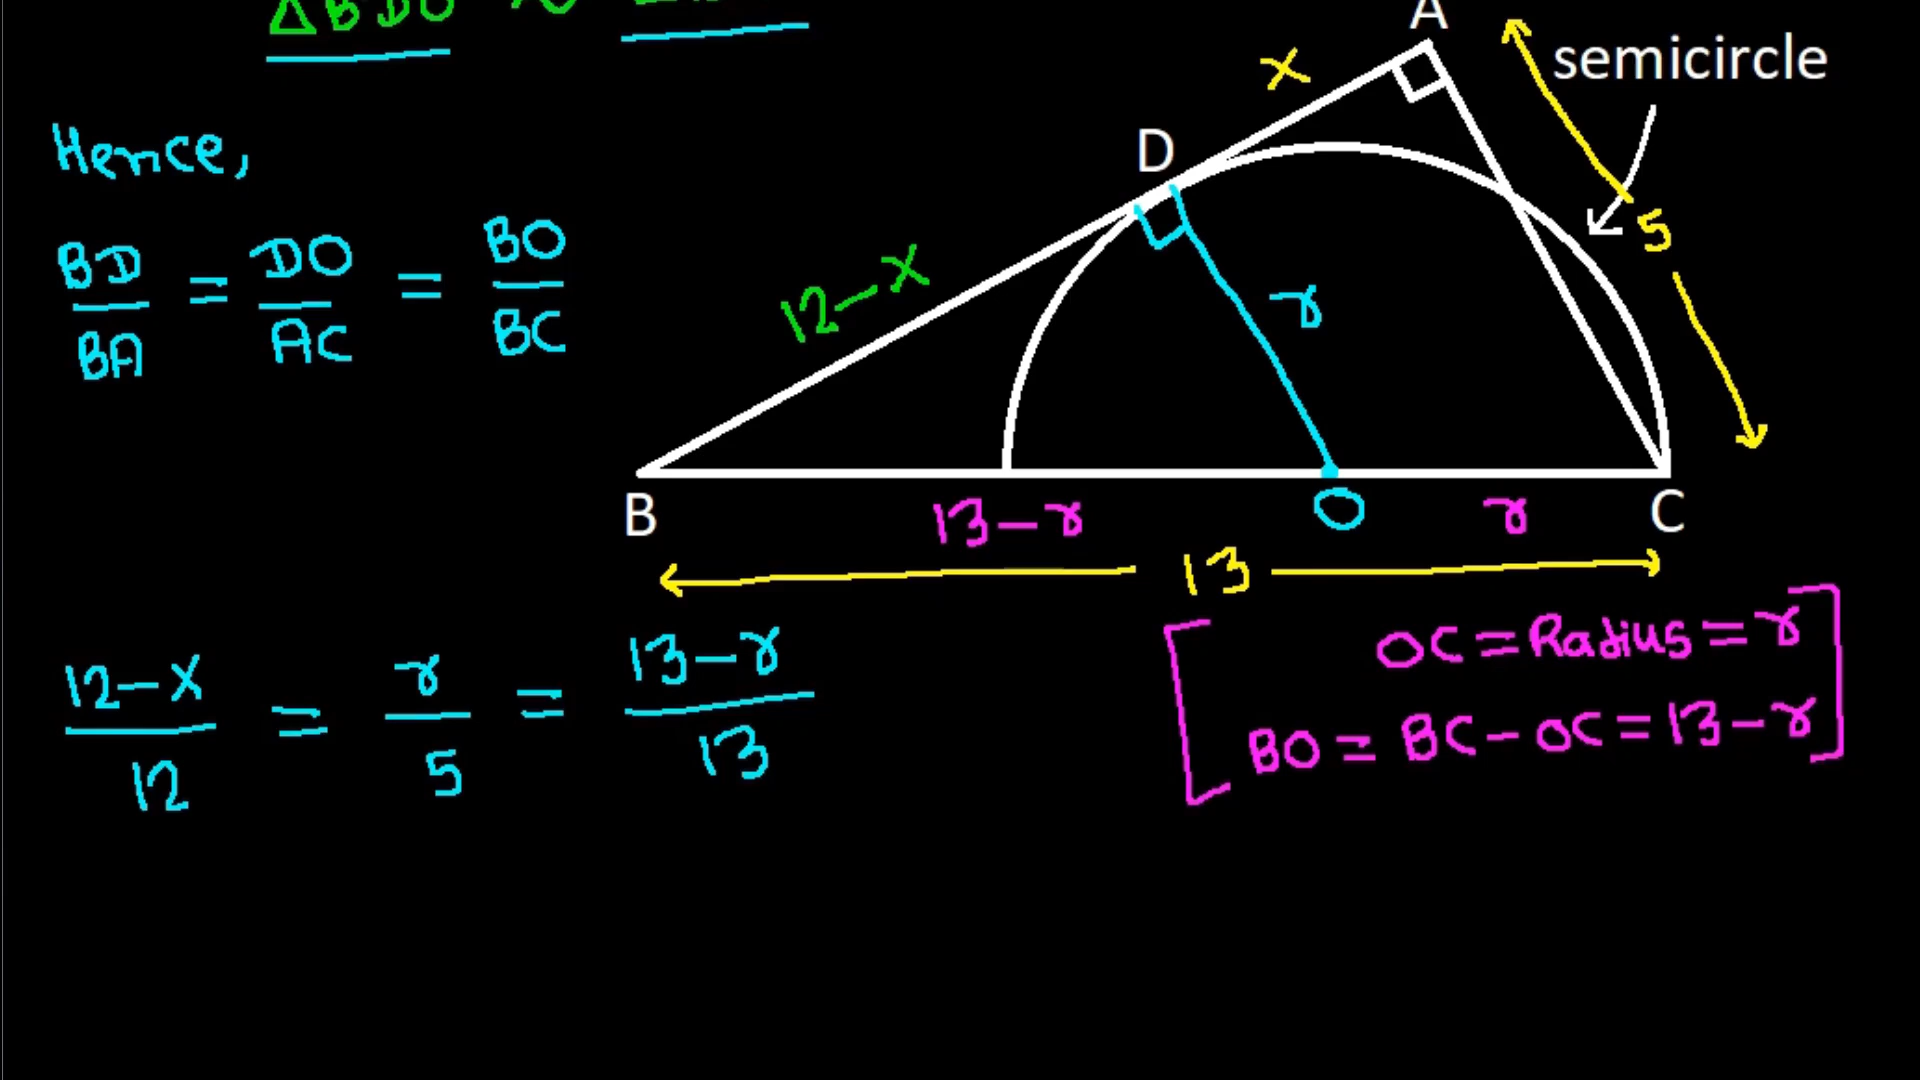 △BDO ~
A
semicircle
x
D
Hence,
BD/BA = DO/AC = BO/BC
12-x
r
5
B
13-r
O
r
C
13
12-x/12 = r/5 = 13-r/13
[OC = Radius = r
BO = BC - OC = 13-r]